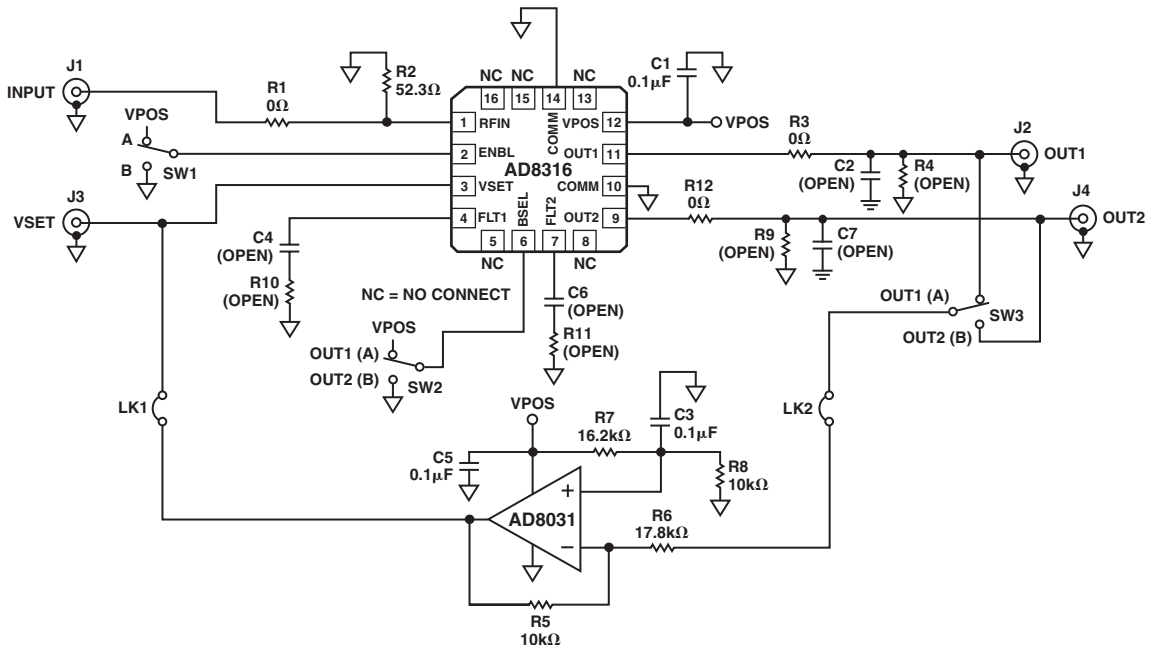 J1
INPUT
R1
0Ω
R2
52.3Ω
C1
0.1μF
NC NC NC
16 15 14 13
COMM
1 RFIN
2 ENBL
3 VSET
4 FLT1
AD8316
VPOS 12
OUT1 11
COMM 10
OUT2 9
BSEL
FLT2
5 6 7 8
NC NC
VPOS
VPOS
A
B
SW1
J3
VSET
R3
0Ω
J2
OUT1
C2
(OPEN)
R4
(OPEN)
R12
0Ω
J4
OUT2
R9
(OPEN)
C7
(OPEN)
C4
(OPEN)
R10
(OPEN)
NC = NO CONNECT
C6
(OPEN)
R11
(OPEN)
VPOS
OUT1 (A)
OUT2 (B)
SW2
OUT1 (A)
SW3
OUT2 (B)
LK1
LK2
VPOS
R7
16.2kΩ
C3
0.1μF
C5
0.1μF
R8
10kΩ
+
AD8031
–
R6
17.8kΩ
R5
10kΩ